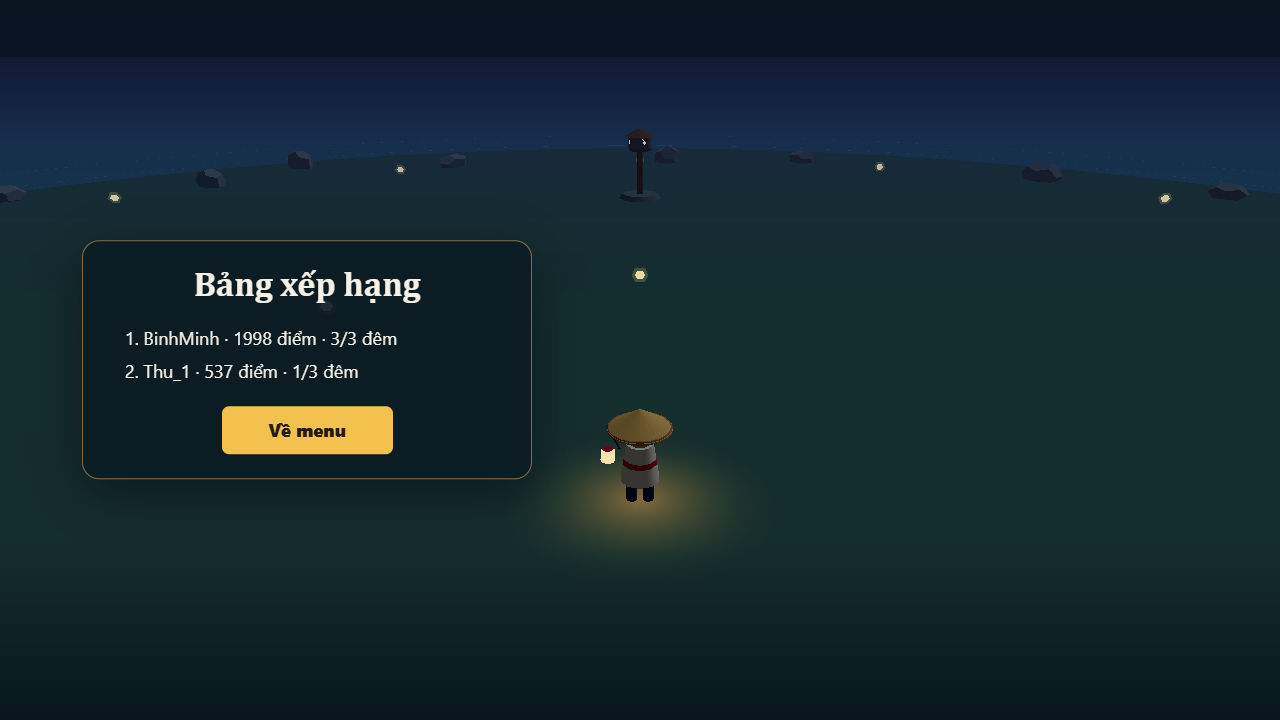 Bảng xếp hạng
1. BinhMinh · 1998 điểm · 3/3 đêm
2. Thu_1 · 537 điểm · 1/3 đêm
Về menu